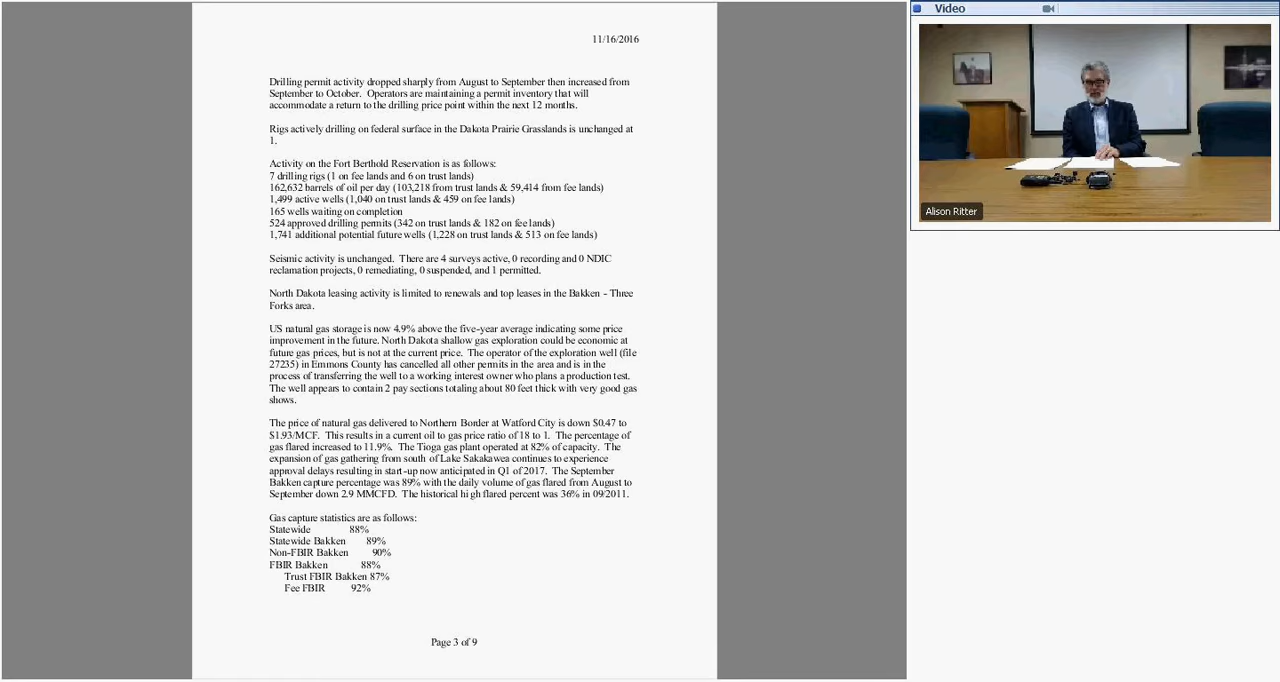 11/16/2016
Drilling permit activity dropped sharply from August to September then increased from
September to October. Operators are maintaining a permit inventory that will
accommodate a return to the drilling price point within the next 12 months.
Rigs actively drilling on federal surface in the Dakota Prairie Grasslands is unchanged at
1.
Activity on the Fort Berthold Reservation is as follows:
7 drilling rigs (1 on fee lands and 6 on trust lands)
162,632 barrels of oil per day (103,218 from trust lands & 59,414 from fee lands)
1,499 active wells (1,040 on trust lands & 459 on fee lands)
165 wells waiting on completion
524 approved drilling permits (342 on trust lands & 182 on fee lands)
1,741 additional potential future wells (1,228 on trust lands & 513 on fee lands)
Seismic activity is unchanged. There are 4 surveys active, 0 recording and 0 NDIC
reclamation projects, 0 remediating, 0 suspended, and 1 permitted.
North Dakota leasing activity is limited to renewals and top leases in the Bakken - Three
Forks area.
US natural gas storage is now 4.9% above the five-year average indicating some price
improvement in the future. North Dakota shallow gas exploration could be economic at
future gas prices, but is not at the current price. The operator of the exploration well (file
27235) in Emmons County has cancelled all other permits in the area and is in the
process of transferring the well to a working interest owner who plans a production test.
The well appears to contain 2 pay sections totaling about 80 feet thick with very good gas
shows.
The price of natural gas delivered to Northern Border at Watford City is down $0.47 to
$1.93/MCF. This results in a current oil to gas price ratio of 18 to 1. The percentage of
gas flared increased to 11.9%. The Tioga gas plant operated at 82% of capacity. The
expansion of gas gathering from south of Lake Sakakawea continues to experience
approval delays resulting in start-up now anticipated in Q1 of 2017. The September
Bakken capture percentage was 89% with the daily volume of gas flared from August to
September down 2.9 MMCFD. The historical high flared percent was 36% in 09/2011.
Gas capture statistics are as follows:
Statewide 88%
Statewide Bakken 89%
Non-FBIR Bakken 90%
FBIR Bakken 88%
Trust FBIR Bakken 87%
Fee FBIR 92%
Page 3 of 9
Video
Alison Ritter